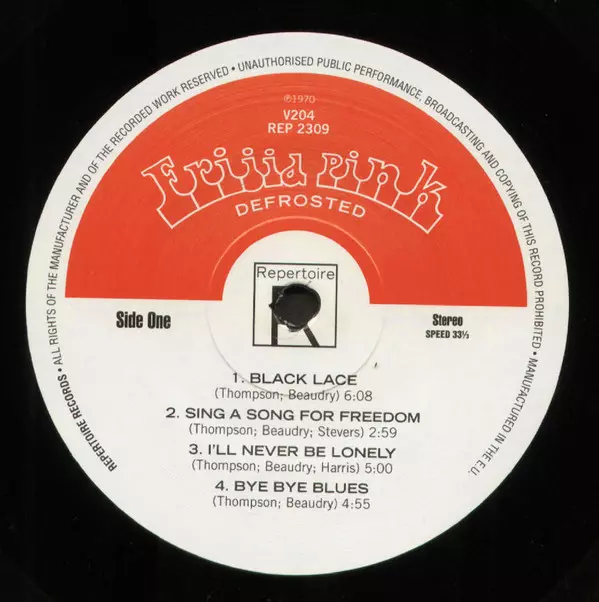 REPERTOIRE RECORDS • ALL RIGHTS OF THE MANUFACTURER AND OF THE RECORDED WORK RESERVED • UNAUTHORISED PUBLIC PERFORMANCE, BROADCASTING AND COPYING OF THIS RECORD PROHIBITED. • MANUFACTURED IN THE E.U.
℗1970
V204
REP 2309
Frijid Pink
DEFROSTED
Repertoire
R
Side One
Stereo
SPEED 33⅓
1. BLACK LACE
(Thompson; Beaudry) 6:08
2. SING A SONG FOR FREEDOM
(Thompson; Beaudry; Stevers) 2:59
3. I'LL NEVER BE LONELY
(Thompson; Beaudry; Harris) 5:00
4. BYE BYE BLUES
(Thompson; Beaudry) 4:55